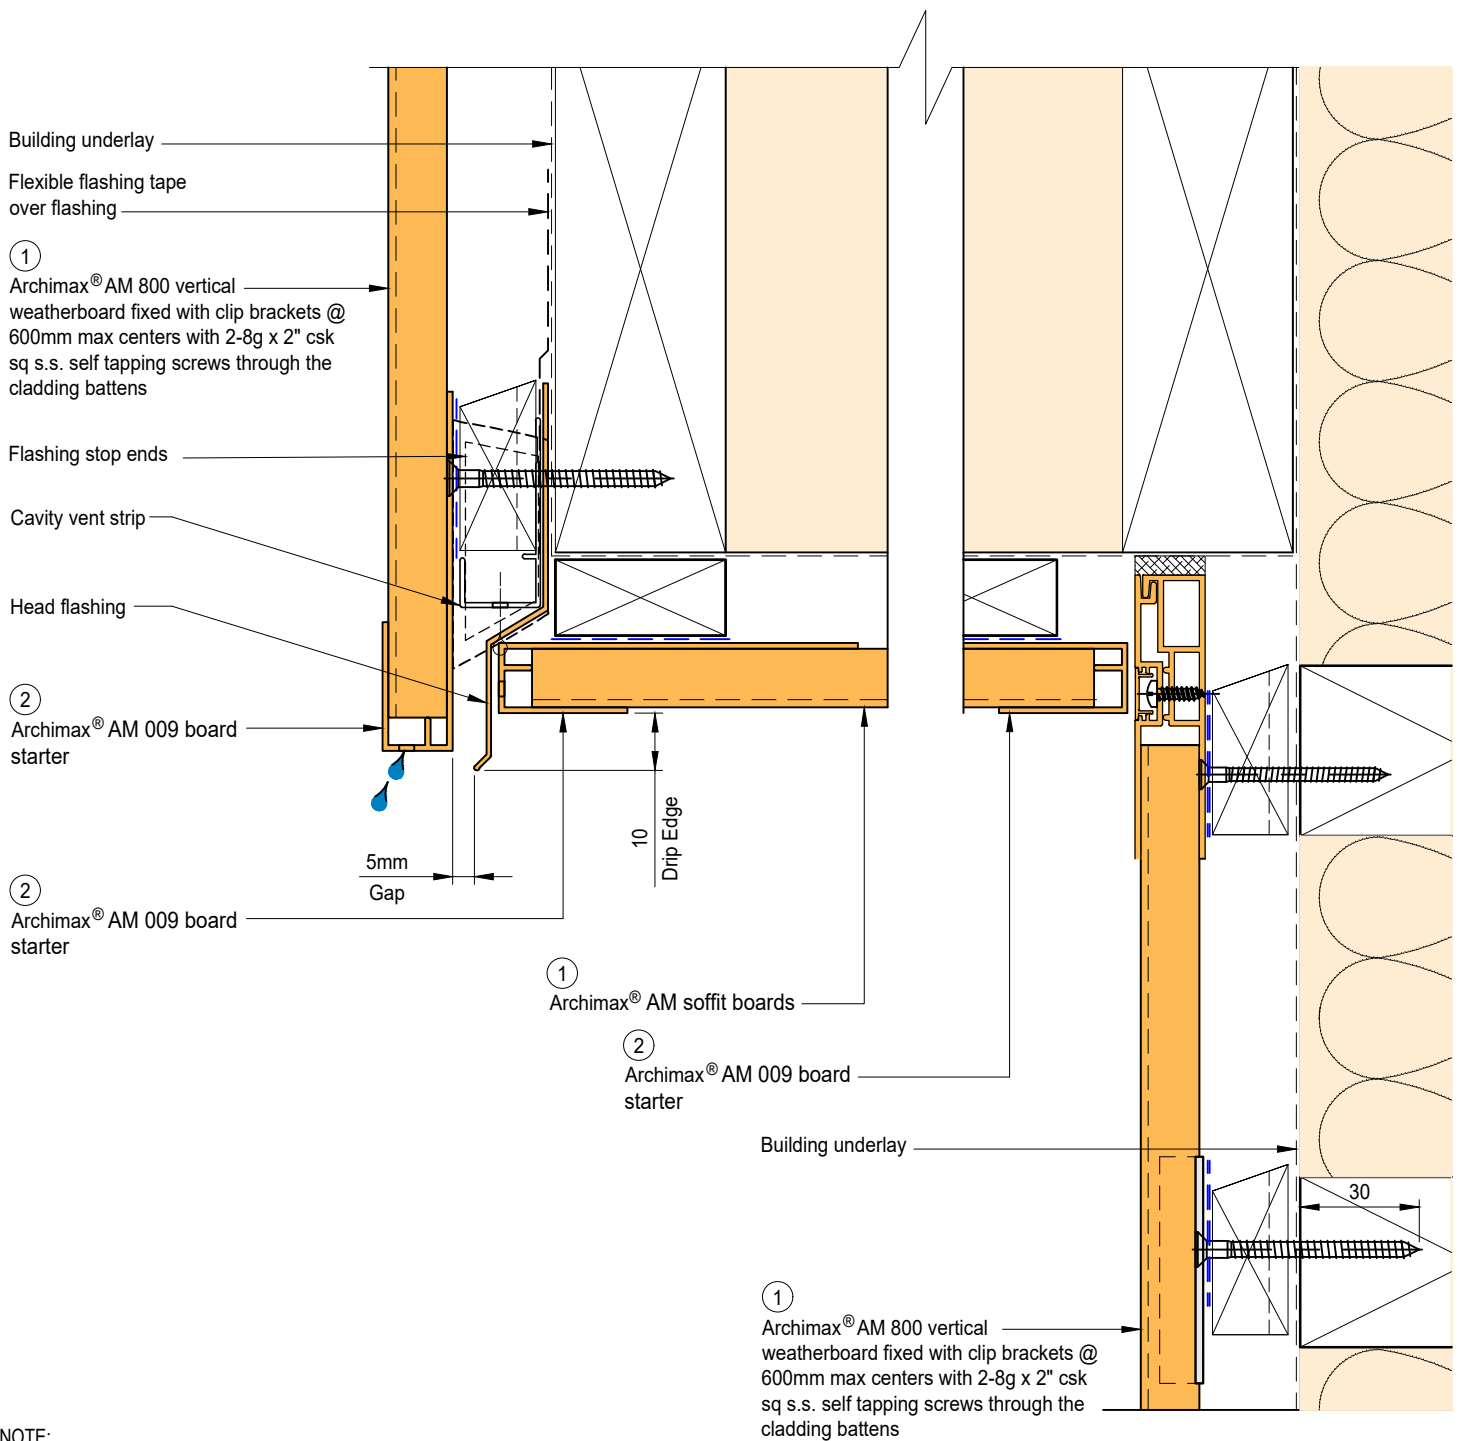 Building underlay
Flexible flashing tape
over flashing
1
Archimax® AM 800 vertical
weatherboard fixed with clip brackets @
600mm max centers with 2-8g x 2" csk
sq s.s. self tapping screws through the
cladding battens
Flashing stop ends
Cavity vent strip
Head flashing
2
Archimax® AM 009 board
starter
5mm
Gap
10
Drip Edge
2
Archimax® AM 009 board
starter
1
Archimax® AM soffit boards
2
Archimax® AM 009 board
starter
Building underlay
30
1
Archimax® AM 800 vertical
weatherboard fixed with clip brackets @
600mm max centers with 2-8g x 2" csk
sq s.s. self tapping screws through the
cladding battens
NOTE: